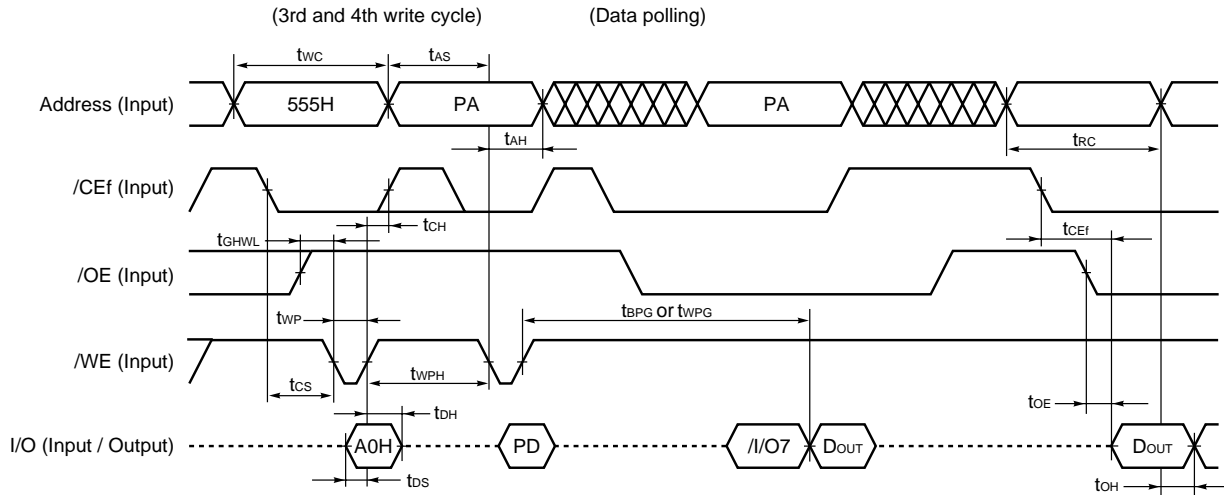 (3rd and 4th write cycle) (Data polling)
tWC tAS
Address (Input) 555H PA PA
tAH tRC
/CEf (Input)
tCH tCEf
tGHWL
/OE (Input)
tWP tBPG or tWPG
/WE (Input)
tCS tWPH
tDH tOE
I/O (Input / Output) A0H PD /I/O7 DOUT DOUT
tDS tOH